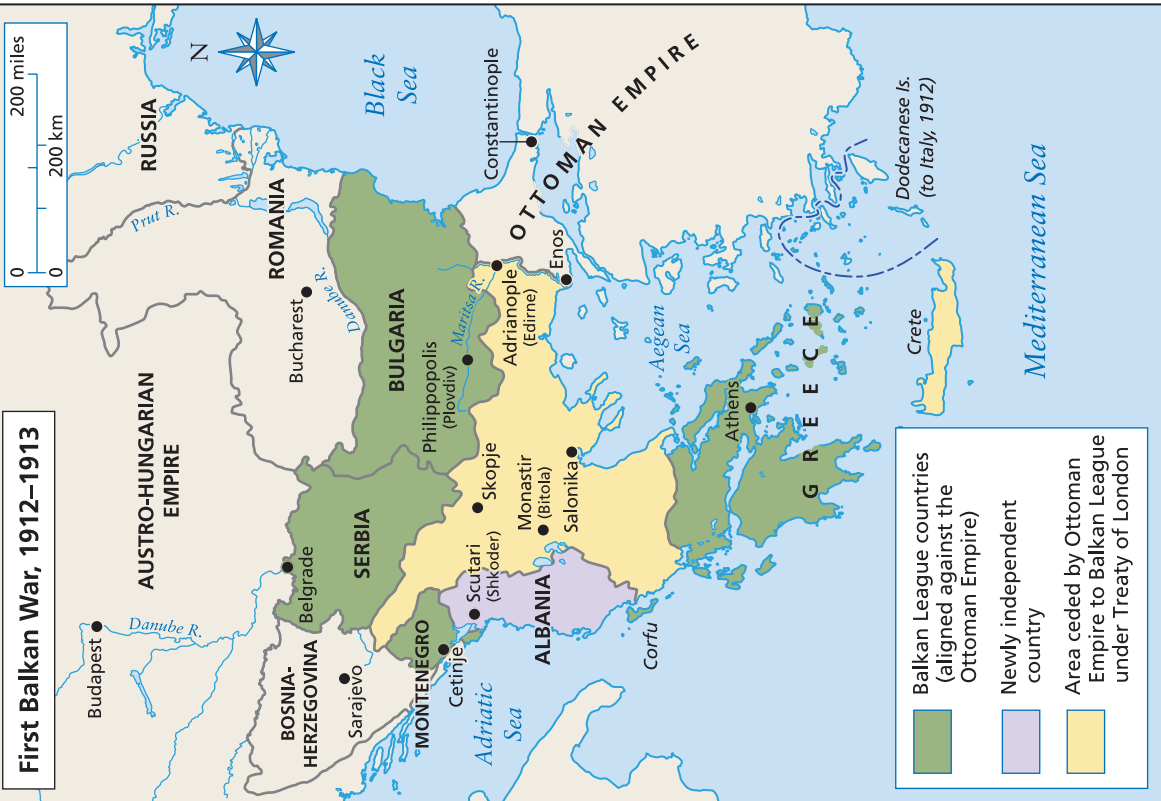 First Balkan War, 1912–1913
0
200 miles
0
200 km
N
RUSSIA
Prut R.
ROMANIA
Bucharest
Danube R.
Black
Sea
AUSTRO-HUNGARIAN
EMPIRE
Budapest
Danube R.
Belgrade
SERBIA
BOSNIA-
HERZEGOVINA
Sarajevo
MONTENEGRO
Cetinje
Adriatic
Sea
BULGARIA
Philippopolis
(Plovdiv)
Maritsa R.
Adrianople
(Edirne)
Enos
Constantinople
OTTOMAN EMPIRE
Skopje
Monastir
(Bitola)
Salonika
Scutari
(Shkoder)
ALBANIA
Corfu
Aegean
Sea
Athens
GREECE
Crete
Dodecanese Is.
(to Italy, 1912)
Mediterranean Sea
Balkan League countries
(aligned against the
Ottoman Empire)
Newly independent
country
Area ceded by Ottoman
Empire to Balkan League
under Treaty of London